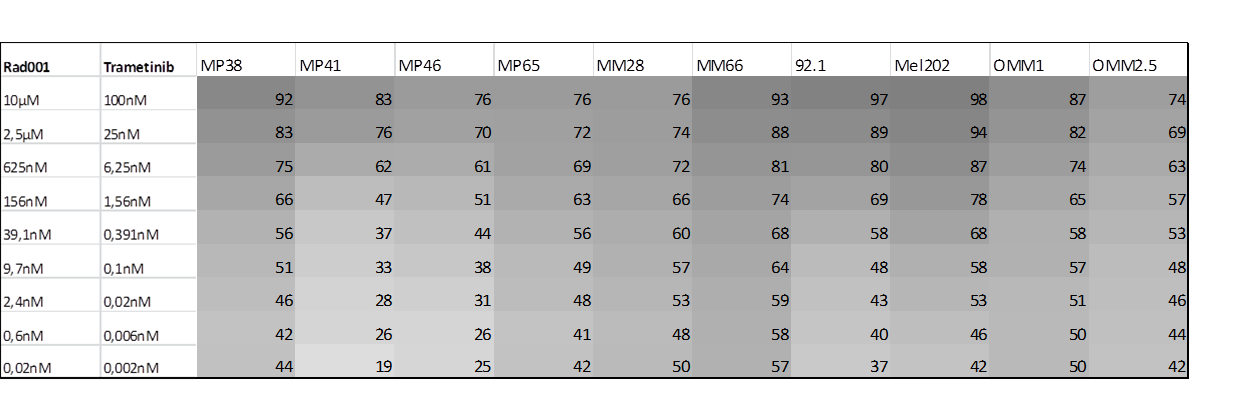 Rad001 Trametinib MP38 MP41 MP46 MP65 MM28 MM66 92.1 Mel202 OMM1 OMM2.5
10µM 100nM 92 83 76 76 76 93 97 98 87 74
2,5µM 25nM 83 76 70 72 74 88 89 94 82 69
625nM 6,25nM 75 62 61 69 72 81 80 87 74 63
156nM 1,56nM 66 47 51 63 66 74 69 78 65 57
39,1nM 0,391nM 56 37 44 56 60 68 58 68 58 53
9,7nM 0,1nM 51 33 38 49 57 64 48 58 57 48
2,4nM 0,02nM 46 28 31 48 53 59 43 53 51 46
0,6nM 0,006nM 42 26 26 41 48 58 40 46 50 44
0,02nM 0,002nM 44 19 25 42 50 57 37 42 50 42